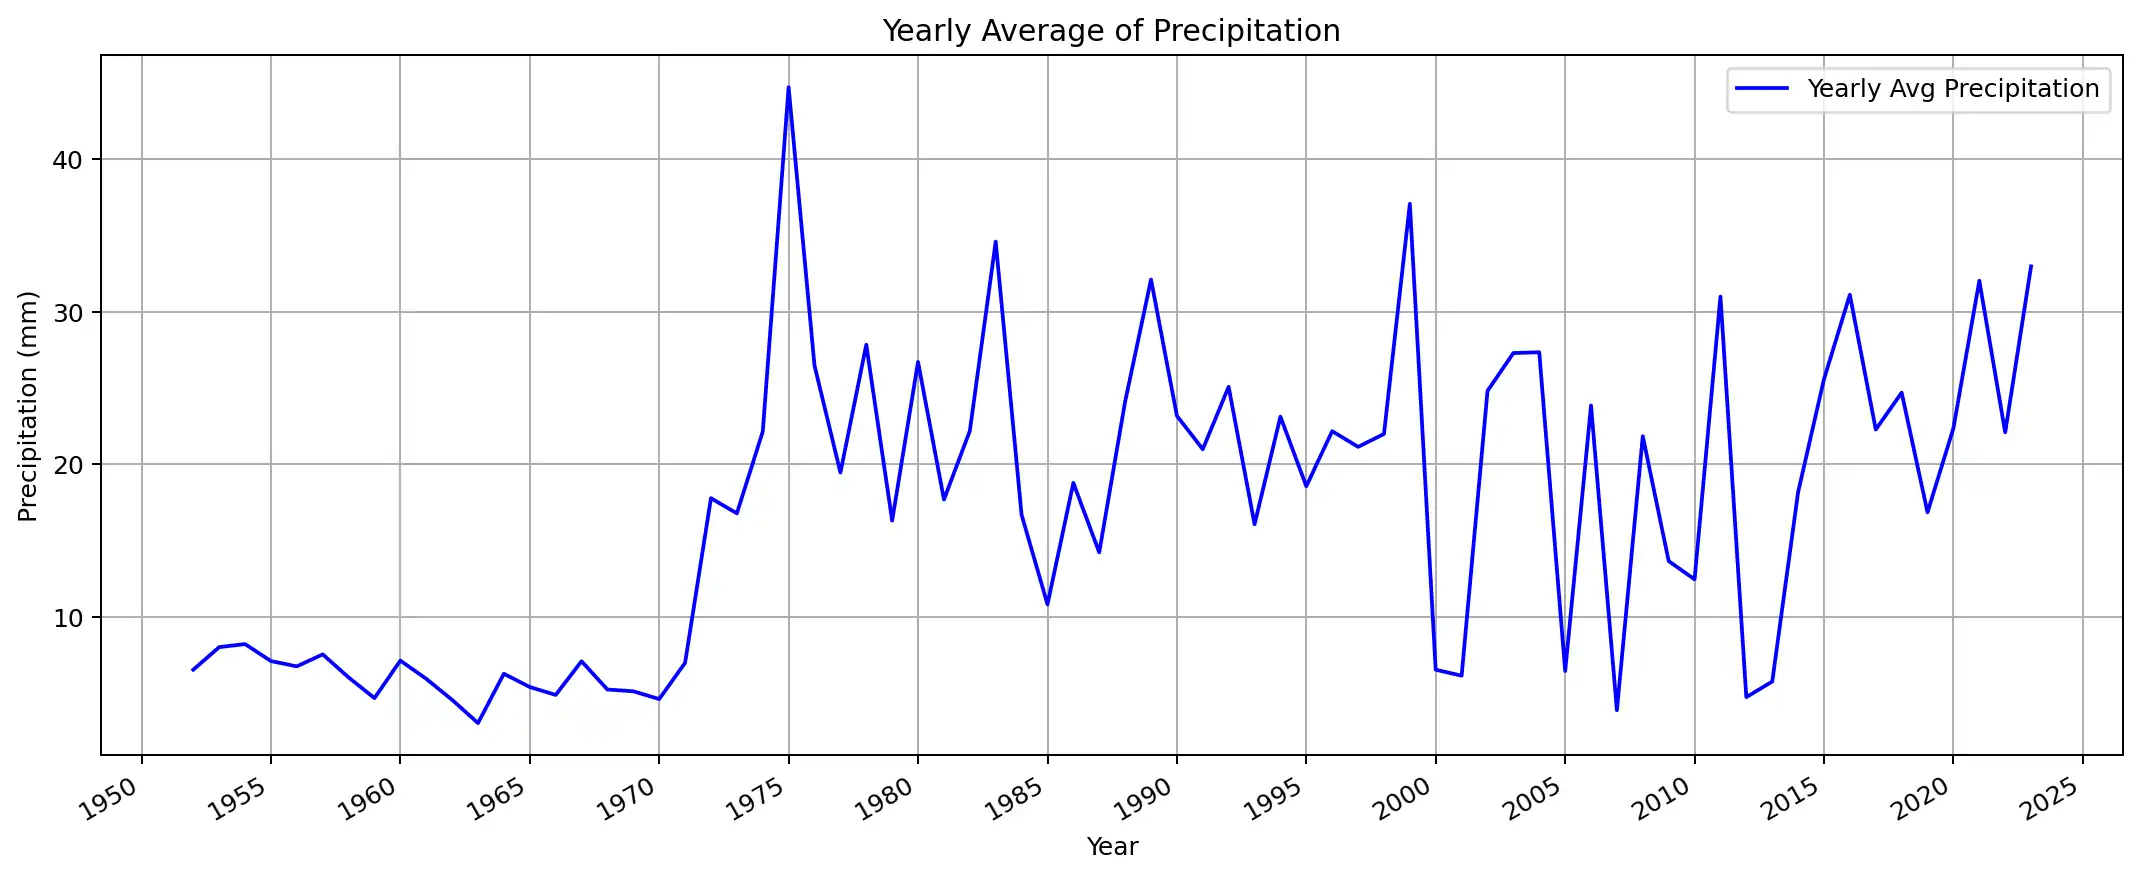 Yearly Average of Precipitation
Yearly Avg Precipitation
Precipitation (mm)
40
30
20
10
1950 1955 1960 1965 1970 1975 1980 1985 1990 1995 2000 2005 2010 2015 2020 2025
Year